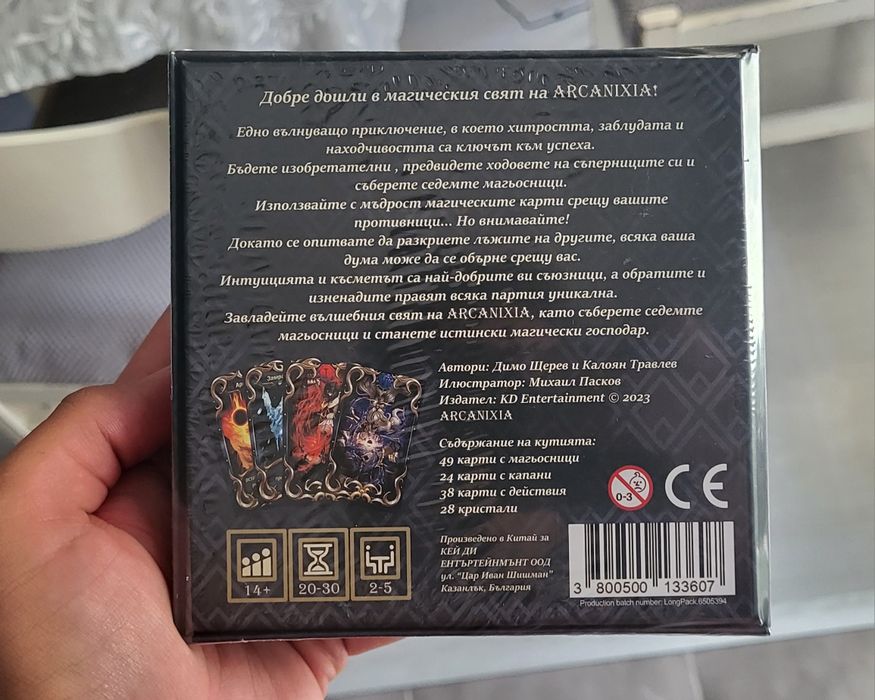 Добре дошли в магическия свят на ARCANIXIA!
Едно вълнуващо приключение, в което хитростта, заблудата и
находчивостта са ключът към успеха.
Бъдете изобретателни , предвидете ходовете на съперниците си и
съберете седемте магьосници.
Използвайте с мъдрост магическите карти срещу вашите
противници... Но внимавайте!
Докато се опитвате да разкриете лъжите на другите, всяка ваша
дума може да се обърне срещу вас.
Интуицията и късметът са най-добрите ви съюзници, а обратите и
изненадите правят всяка партия уникална.
Завладейте вълшебния свят на ARCANIXIA, като съберете седемте
магьосници и станете истински магически господар.
Автори: Димо Щерев и Калоян Травлев
Илюстратор: Михаил Пасков
Издател: KD Entertainment © 2023
ARCANIXIA
Съдържание на кутията:
49 карти с магьосници
24 карти с капани
38 карти с действия
28 кристали
0-3
CE
14+
20-30
2-5
Произведено в Китай за
КЕЙ ДИ
ЕНТЪРТЕЙНМЪНТ ООД
ул. "Цар Иван Шишман"
Казанлък, България
3 800500 133607
Production batch number: LongPack,6505394